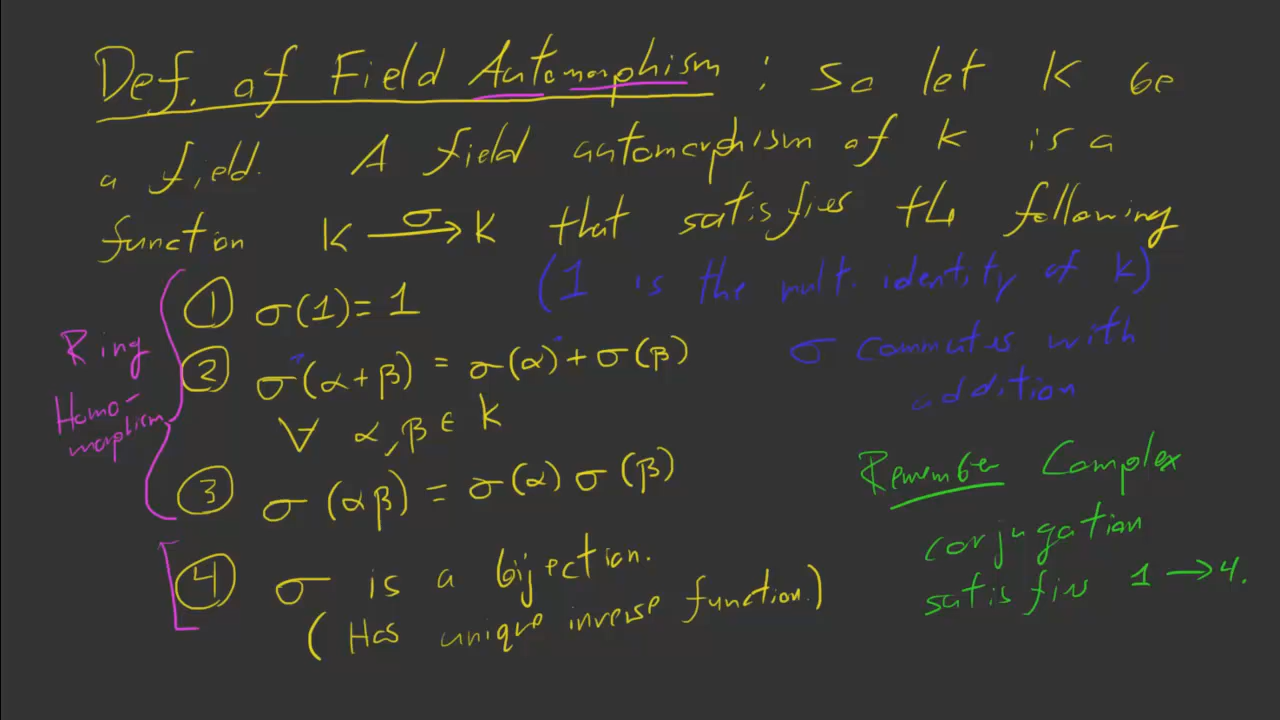 Def. of Field Automorphism : So let K be
a field. A field automorphism of K is a
function K —σ→ K that satisfies the following
① σ(1) = 1 (1 is the mult. identity of K)
Ring
② σ(α+β) = σ(α) + σ(β) σ commutes with
addition
Homo-
morphism
∀ α, β ∈ K
③ σ(αβ) = σ(α) σ(β)
Remember Complex
conjugation
satisfies 1 → 4.
④ σ is a bijection.
(Has unique inverse function.)